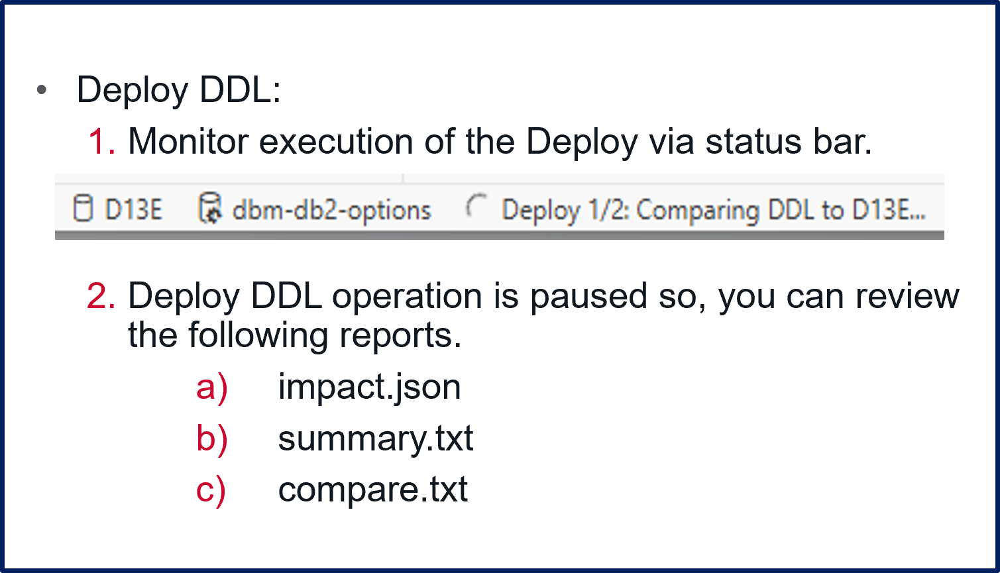 • Deploy DDL:
1. Monitor execution of the Deploy via status bar.
D13E dbm-db2-options Deploy 1/2: Comparing DDL to D13E...
2. Deploy DDL operation is paused so, you can review
the following reports.
a) impact.json
b) summary.txt
c) compare.txt